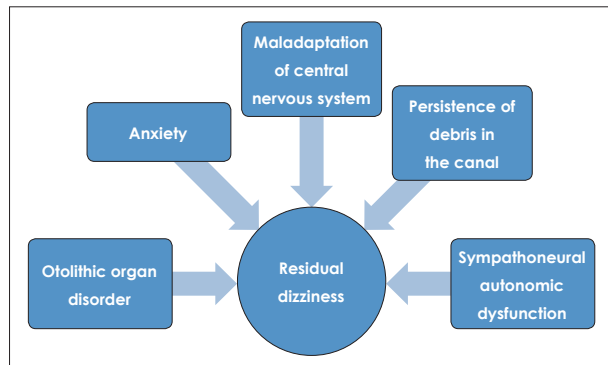 Maladaptation
of central
nervous system
Anxiety
Persistence of
debris in
the canal
Otolithic organ
disorder
Residual
dizziness
Sympathoneural
autonomic
dysfunction